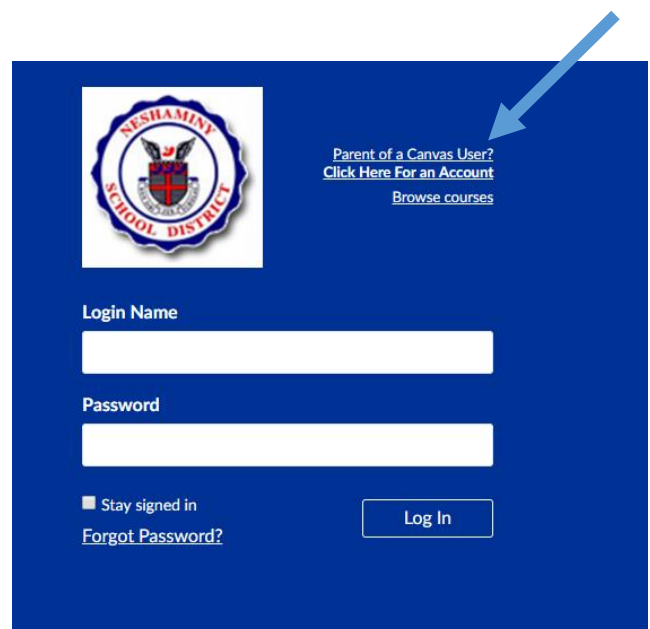 NESHAMINY
SCHOOL DISTRICT
Parent of a Canvas User?
Click Here For an Account
Browse courses
Login Name
Password
Stay signed in
Log In
Forgot Password?